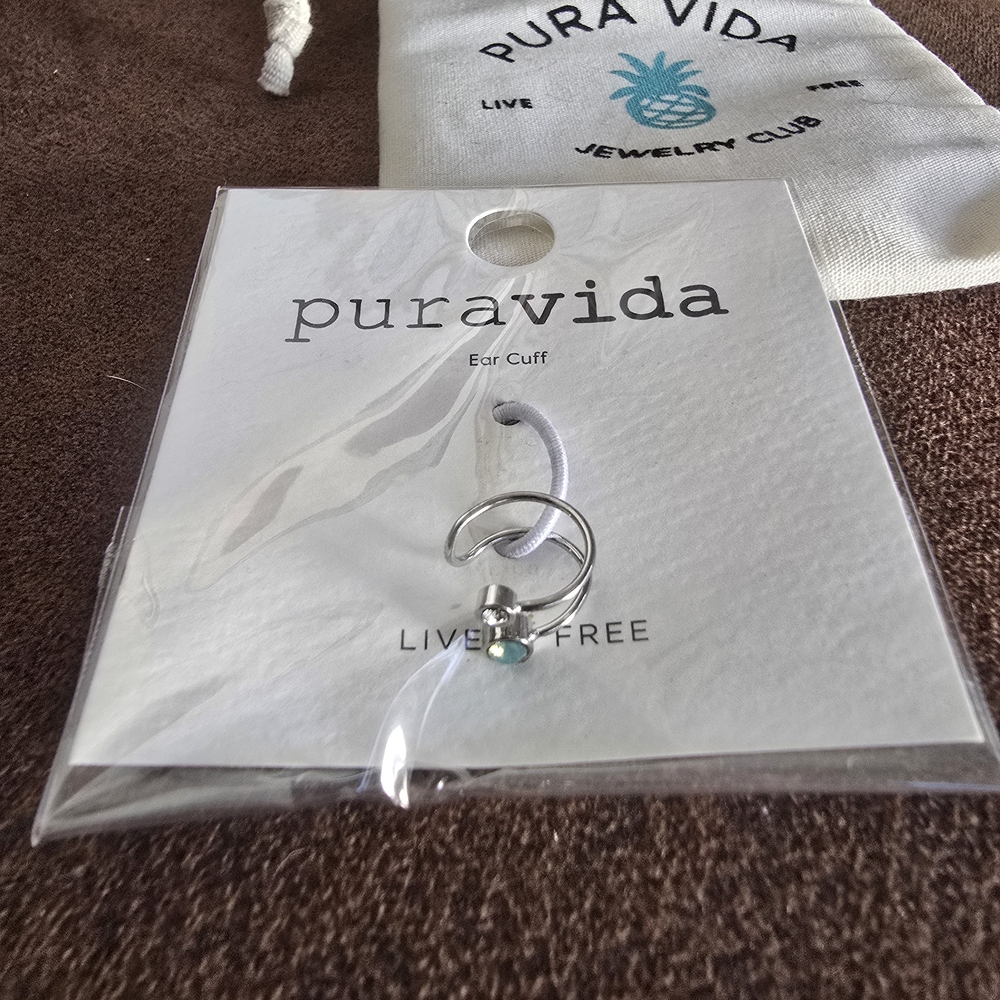 PURA VIDA
LIVE FREE
JEWELRY CLUB
puravida
Ear Cuff
LIVE FREE